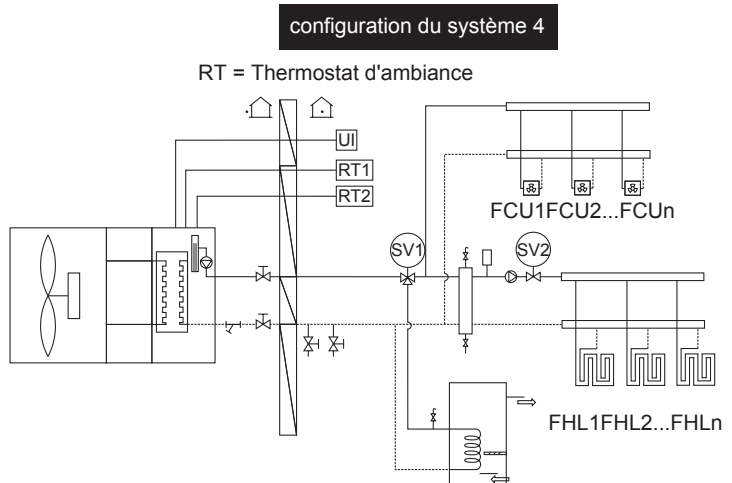 configuration du système 4
RT = Thermostat d'ambiance
UI
RT1
RT2
FCU1FCU2...FCUn
SV1
SV2
FHL1FHL2...FHLn